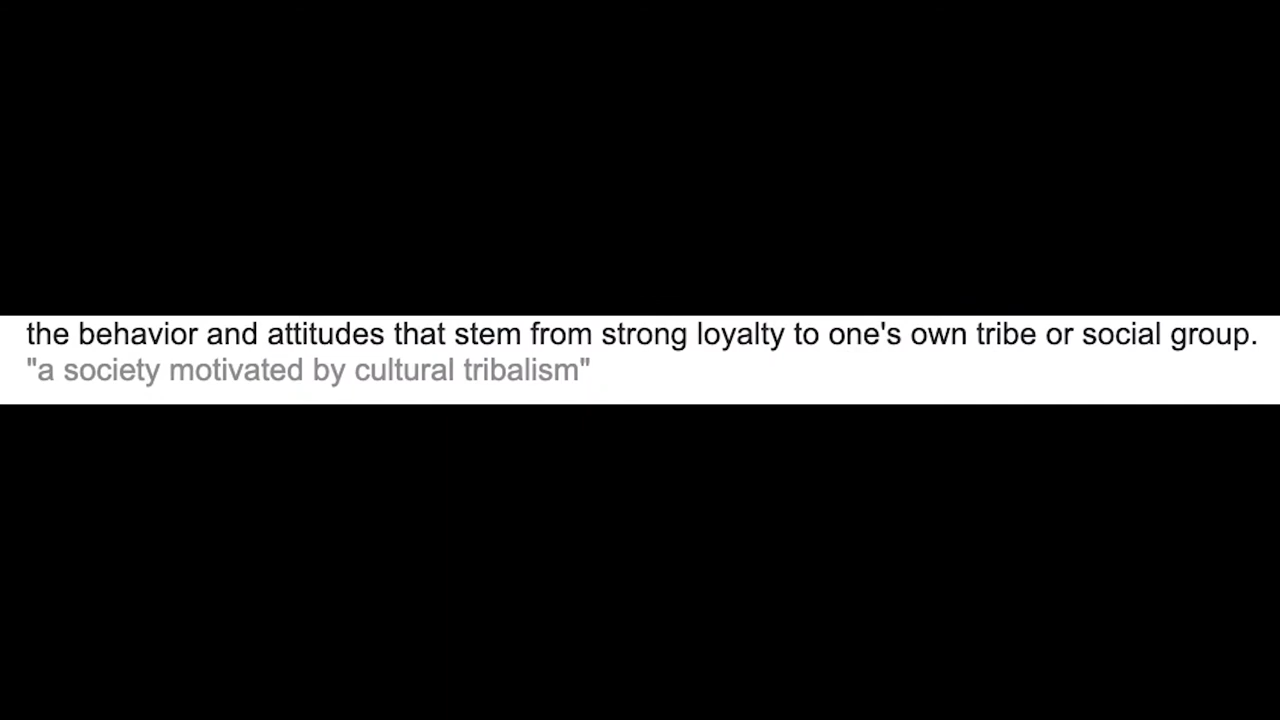 the behavior and attitudes that stem from strong loyalty to one's own tribe or social group.
"a society motivated by cultural tribalism"